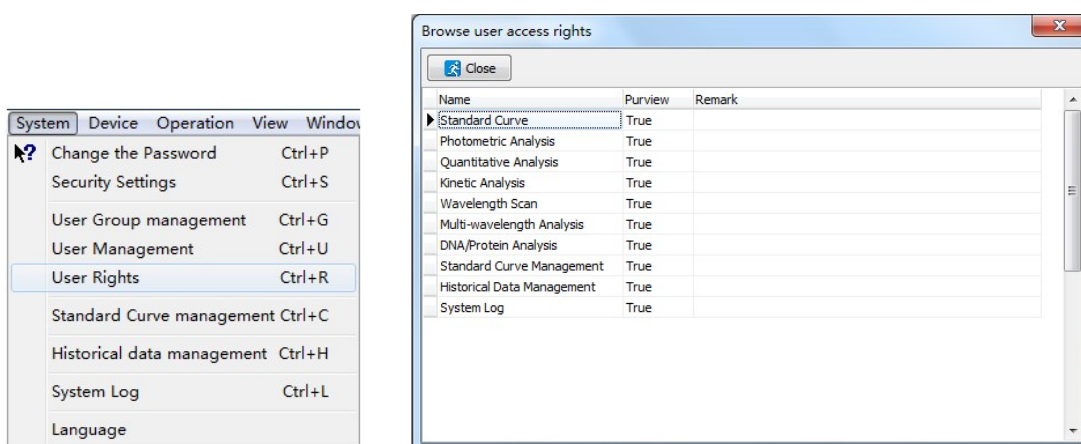 System Device Operation View Window
Change the Password Ctrl+P
Security Settings Ctrl+S
User Group management Ctrl+G
User Management Ctrl+U
User Rights Ctrl+R
Standard Curve management Ctrl+C
Historical data management Ctrl+H
System Log Ctrl+L
Language
Browse user access rights
Close
Name Purview Remark
Standard Curve True
Photometric Analysis True
Quantitative Analysis True
Kinetic Analysis True
Wavelength Scan True
Multi-wavelength Analysis True
DNA/Protein Analysis True
Standard Curve Management True
Historical Data Management True
System Log True